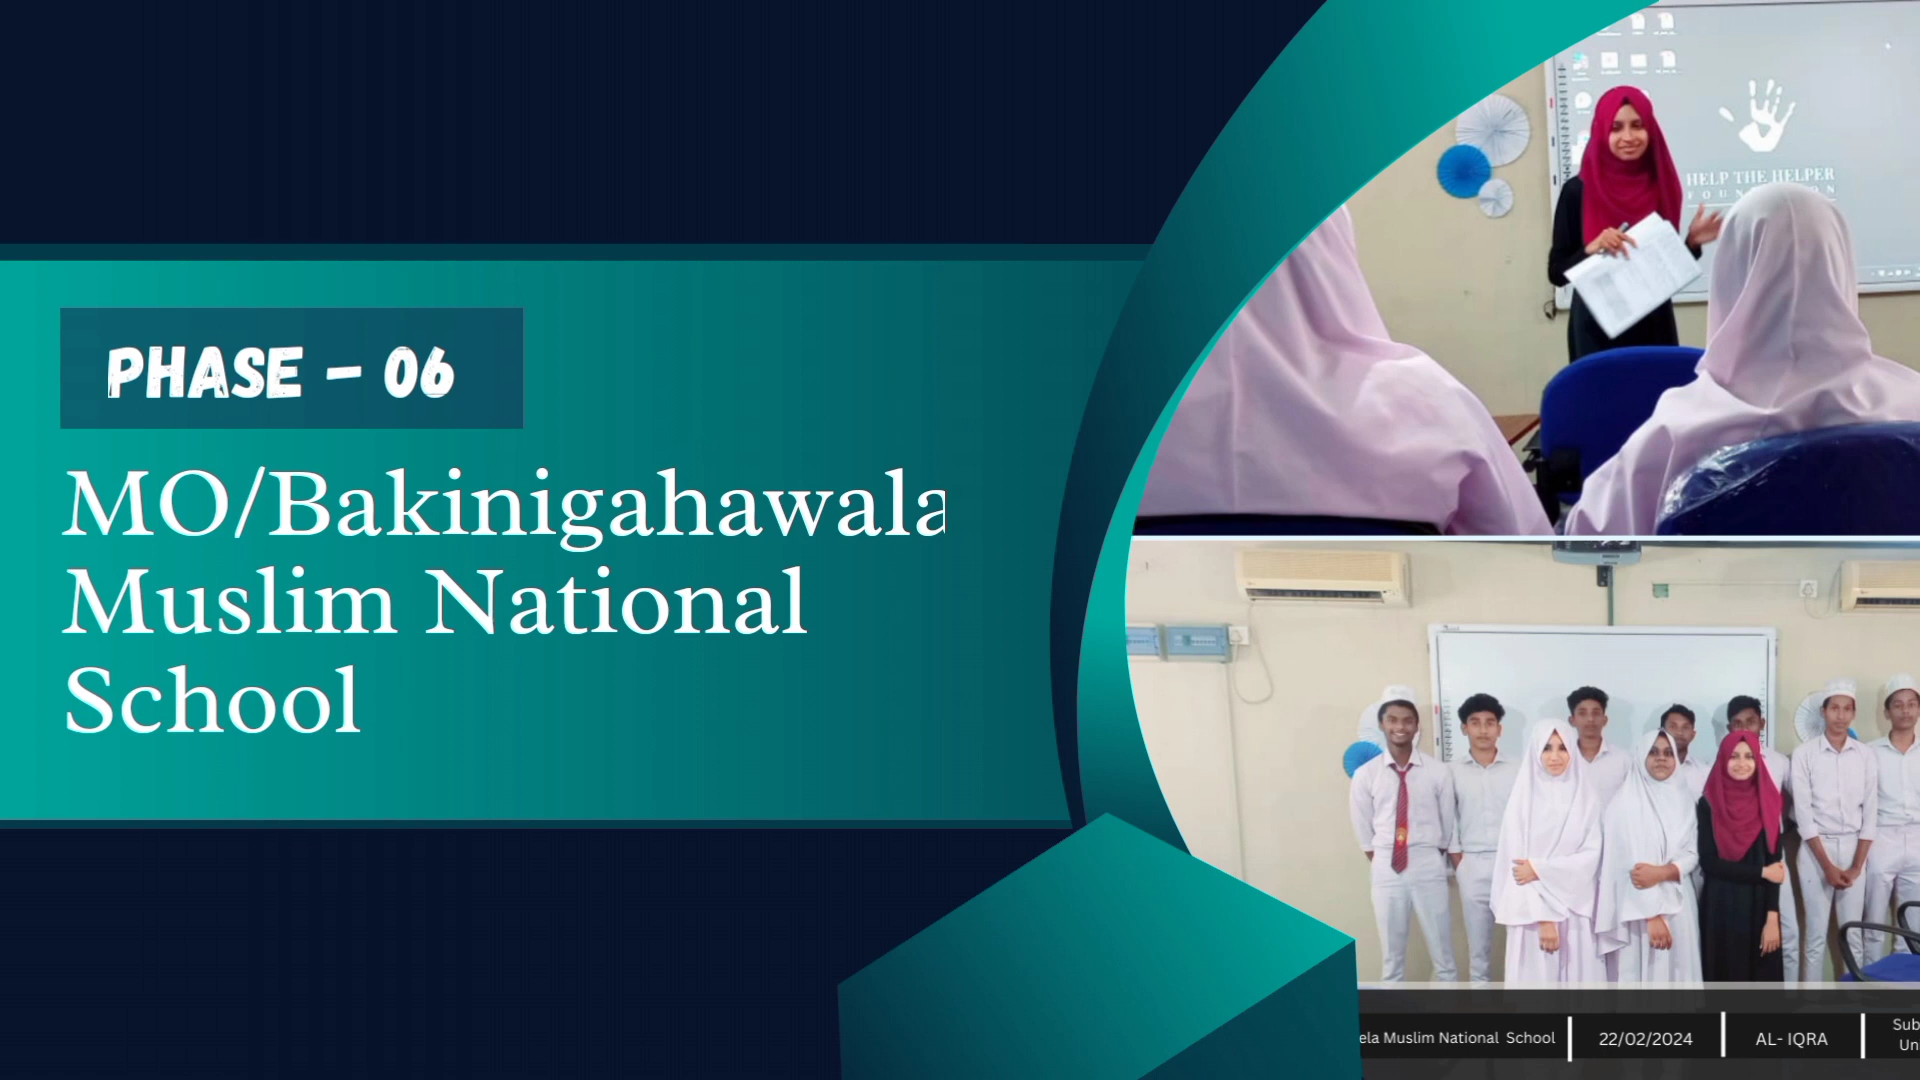 PHASE – 06
MO/Bakinigahawala
Muslim National
School
HELP THE HELPER
ela Muslim National School
22/02/2024
AL- IQRA
Sub
Un